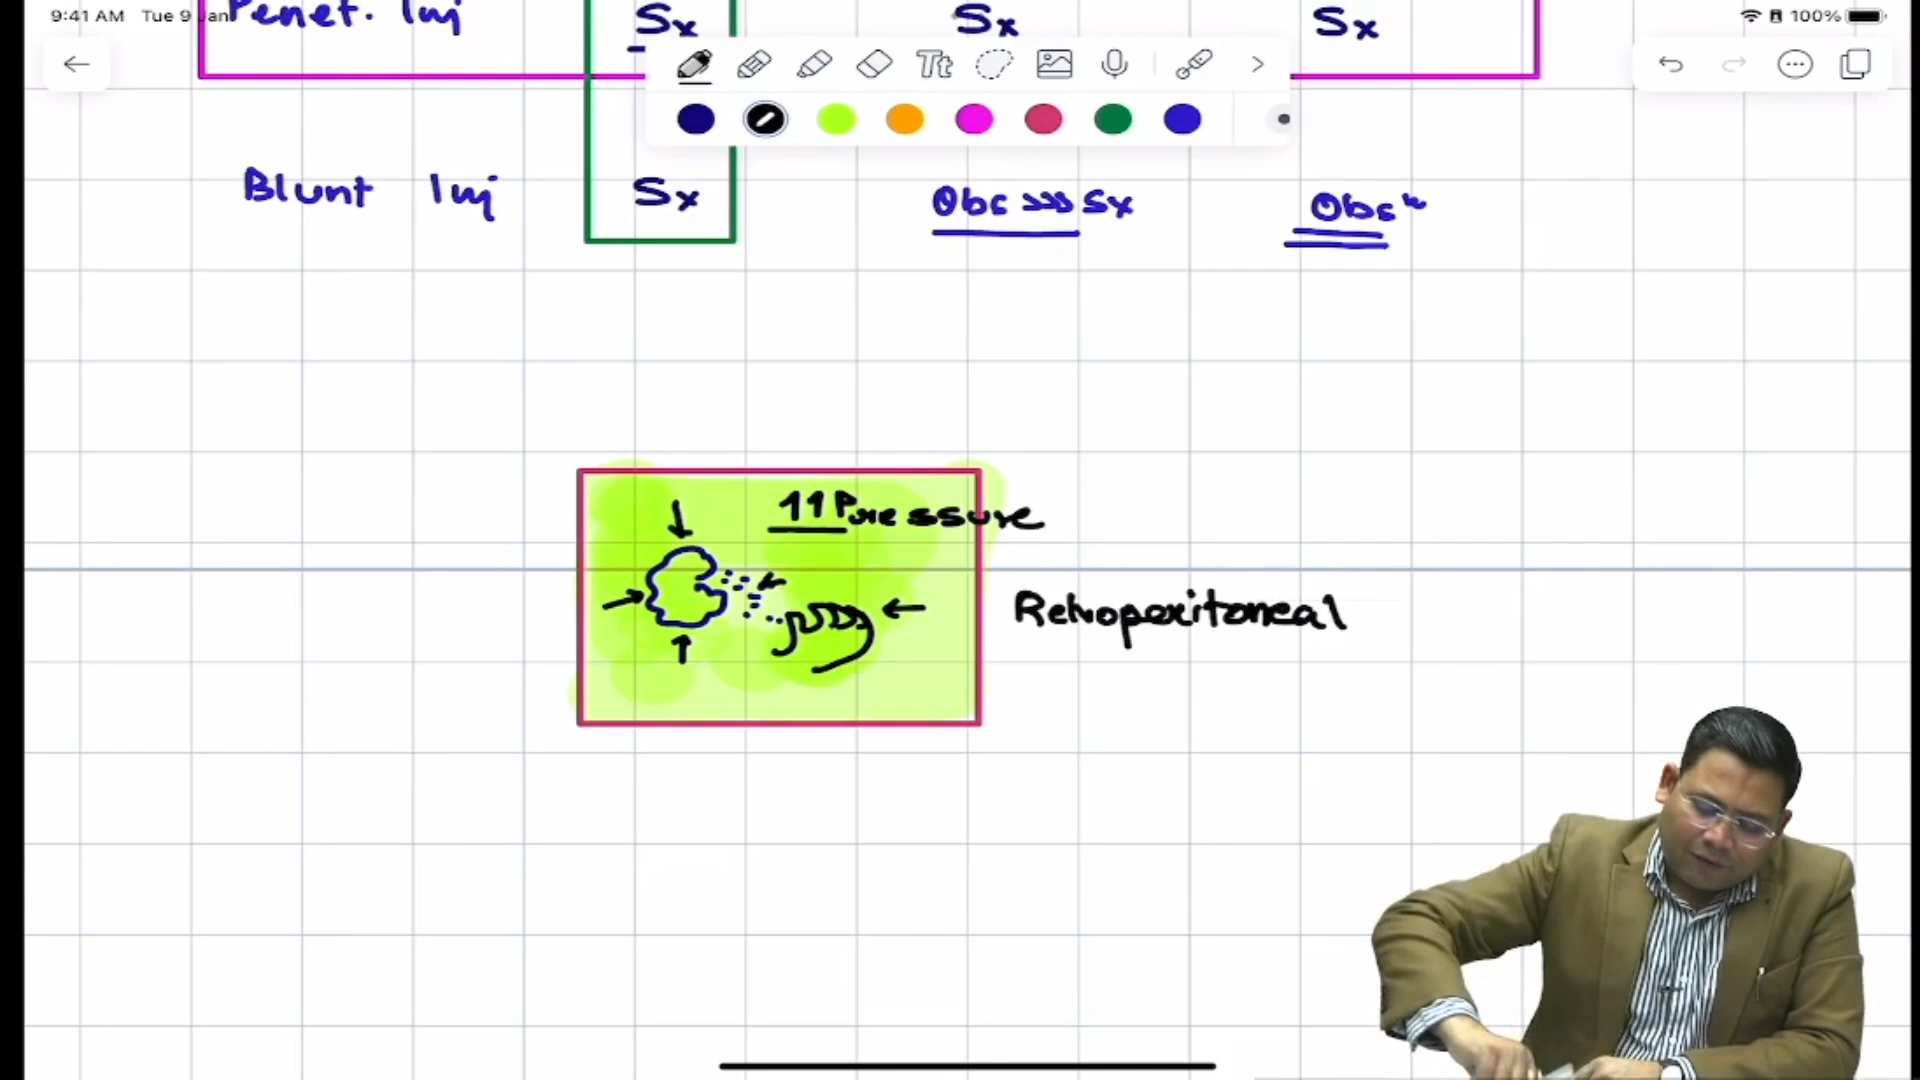 9:41 AM Tue 9 Jan
100%
Penet. Inj Sx Sx Sx
Tt
Blunt Inj Sx Obs >>> Sx Obsⁿ
↑↑Pressure
Retroperitoneal